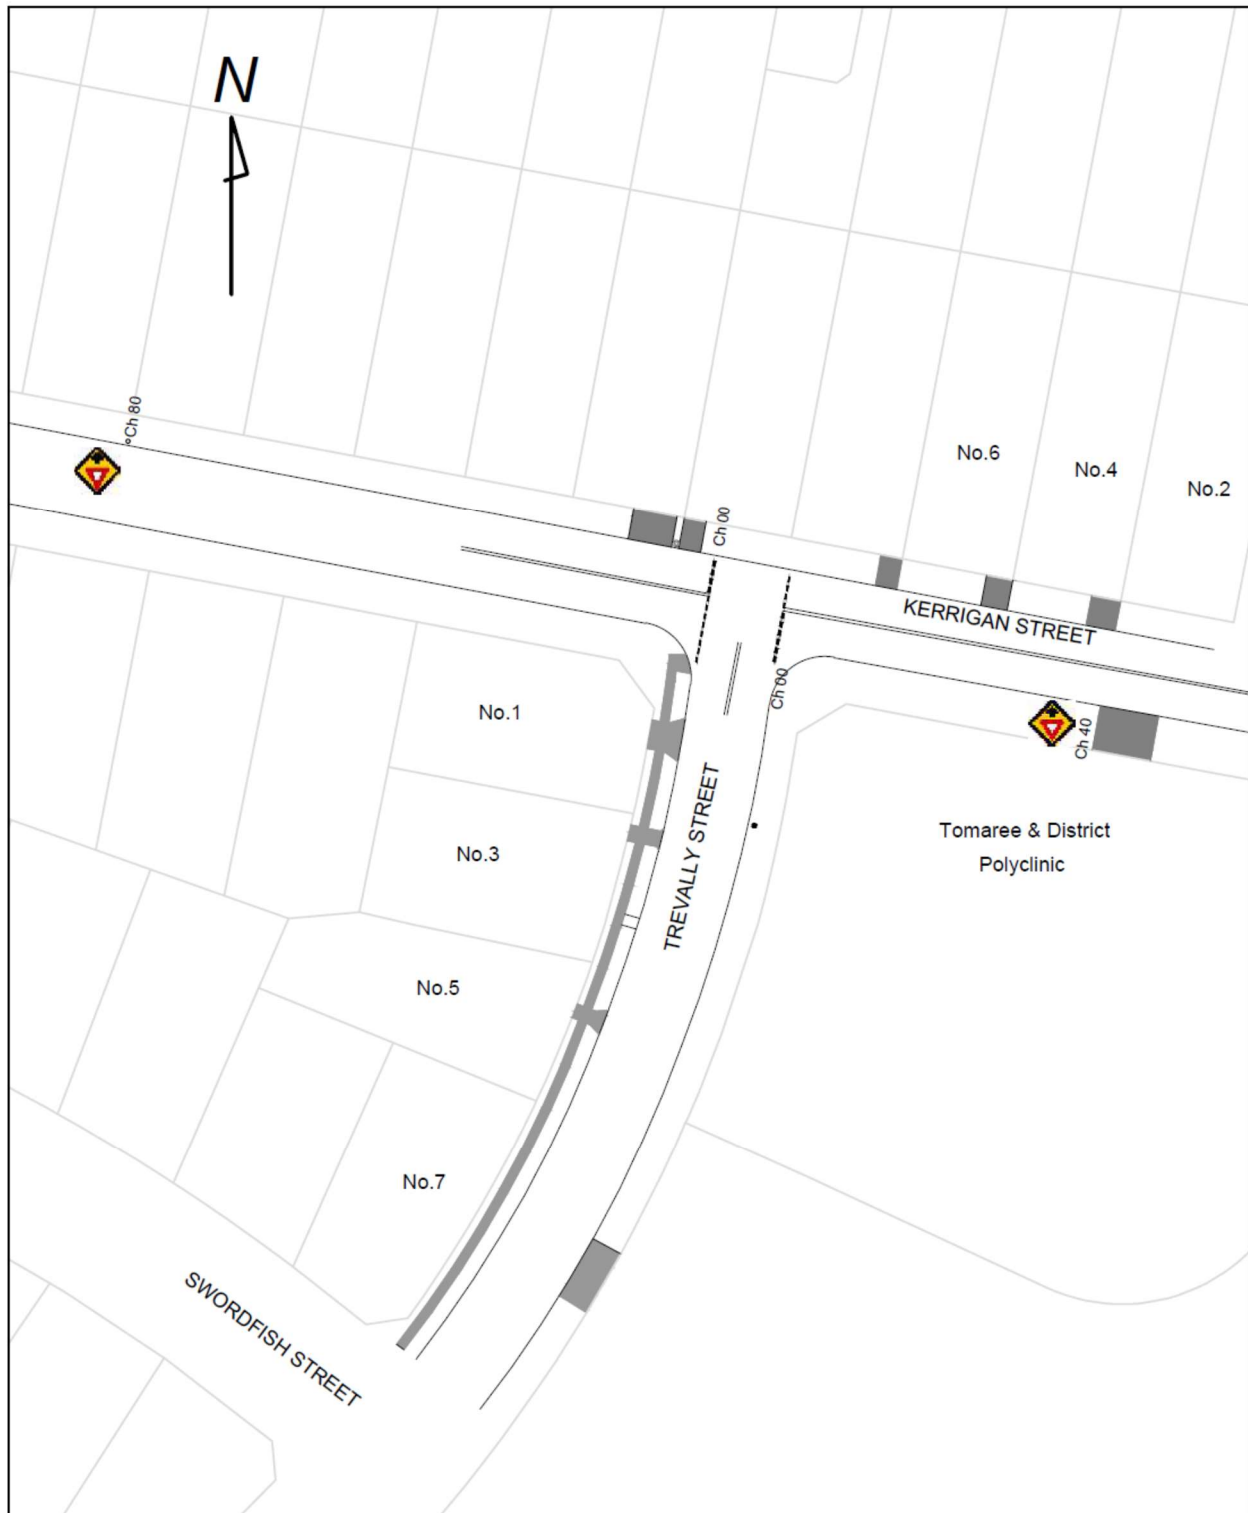 N
Ch 80
No.6
No.4
No.2
Ch 00
KERRIGAN STREET
Ch 00
No.1
Ch 40
TREVALLY STREET
Tomaree & District
Polyclinic
No.3
No.5
No.7
SWORDFISH STREET